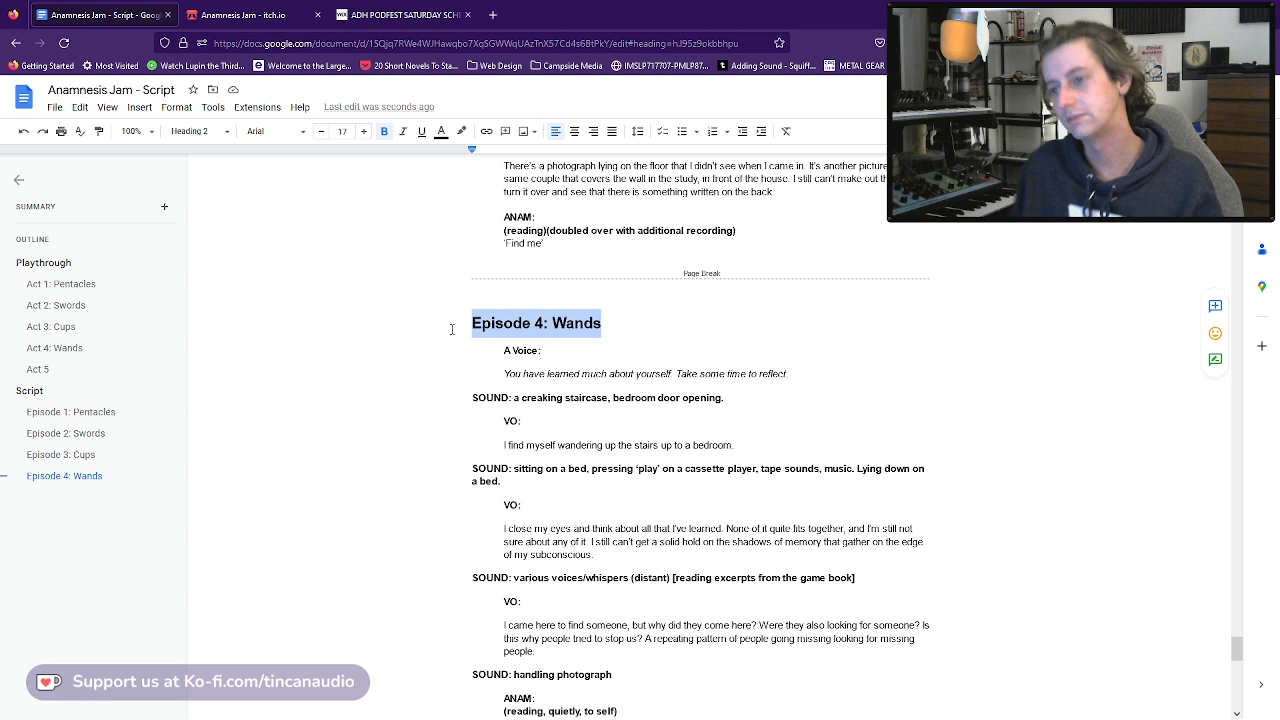 Anamnesis Jam - Script - Goog
Anamnesis Jam - itch.io
WIX
ADH PODFEST SATURDAY SCHE
https://docs.google.com/document/d/1SQjq7RWe4WJHawqbo7XqSGWWqUAzTnXS7Cd4s6BtPkY/edit#heading=h.i95z9okbbhpu
Getting Started
Most Visited
Watch Lupin the Third...
Welcome to the Large...
20 Short Novels To Se...
Web Design
Campside Media
IMSLP717707-PMLP87...
Adding Sound - Squiff...
METAL GEAR
Anamnesis Jam - Script
File Edit View Insert Format Tools Extensions Help Last edit was seconds ago
100% Heading 2 Arial 17
SUMMARY
OUTLINE
Playthrough
Act 1: Pentacles
Act 2: Swords
Act 3: Cups
Act 4: Wands
Act 5
Script
Episode 1: Pentacles
Episode 2: Swords
Episode 3: Cups
Episode 4: Wands
There's a photograph lying on the floor that I didn't see when I came in. It's another picture
same couple that covers the wall in the study, in front of the house. I still can't make out th
turn it over and see that there is something written on the back.
ANAM:
(reading)(doubled over with additional recording)
'Find me'
Page Break
Episode 4: Wands
A Voice:
You have learned much about yourself. Take some time to reflect.
SOUND: a creaking staircase, bedroom door opening.
VO:
I find myself wandering up the stairs up to a bedroom.
SOUND: sitting on a bed, pressing 'play' on a cassette player, tape sounds, music. Lying down on
a bed.
VO:
I close my eyes and think about all that I've learned. None of it quite fits together, and I'm still not
sure about any of it. I still can't get a solid hold on the shadows of memory that gather on the edge
of my subconscious.
SOUND: various voices/whispers (distant) [reading excerpts from the game book]
VO:
I came here to find someone, but why did they come here? Were they also looking for someone? Is
this why people tried to stop us? A repeating pattern of people going missing looking for missing
people.
SOUND: handling photograph
ANAM:
(reading, quietly, to self)
Support us at Ko-fi.com/tincanaudio